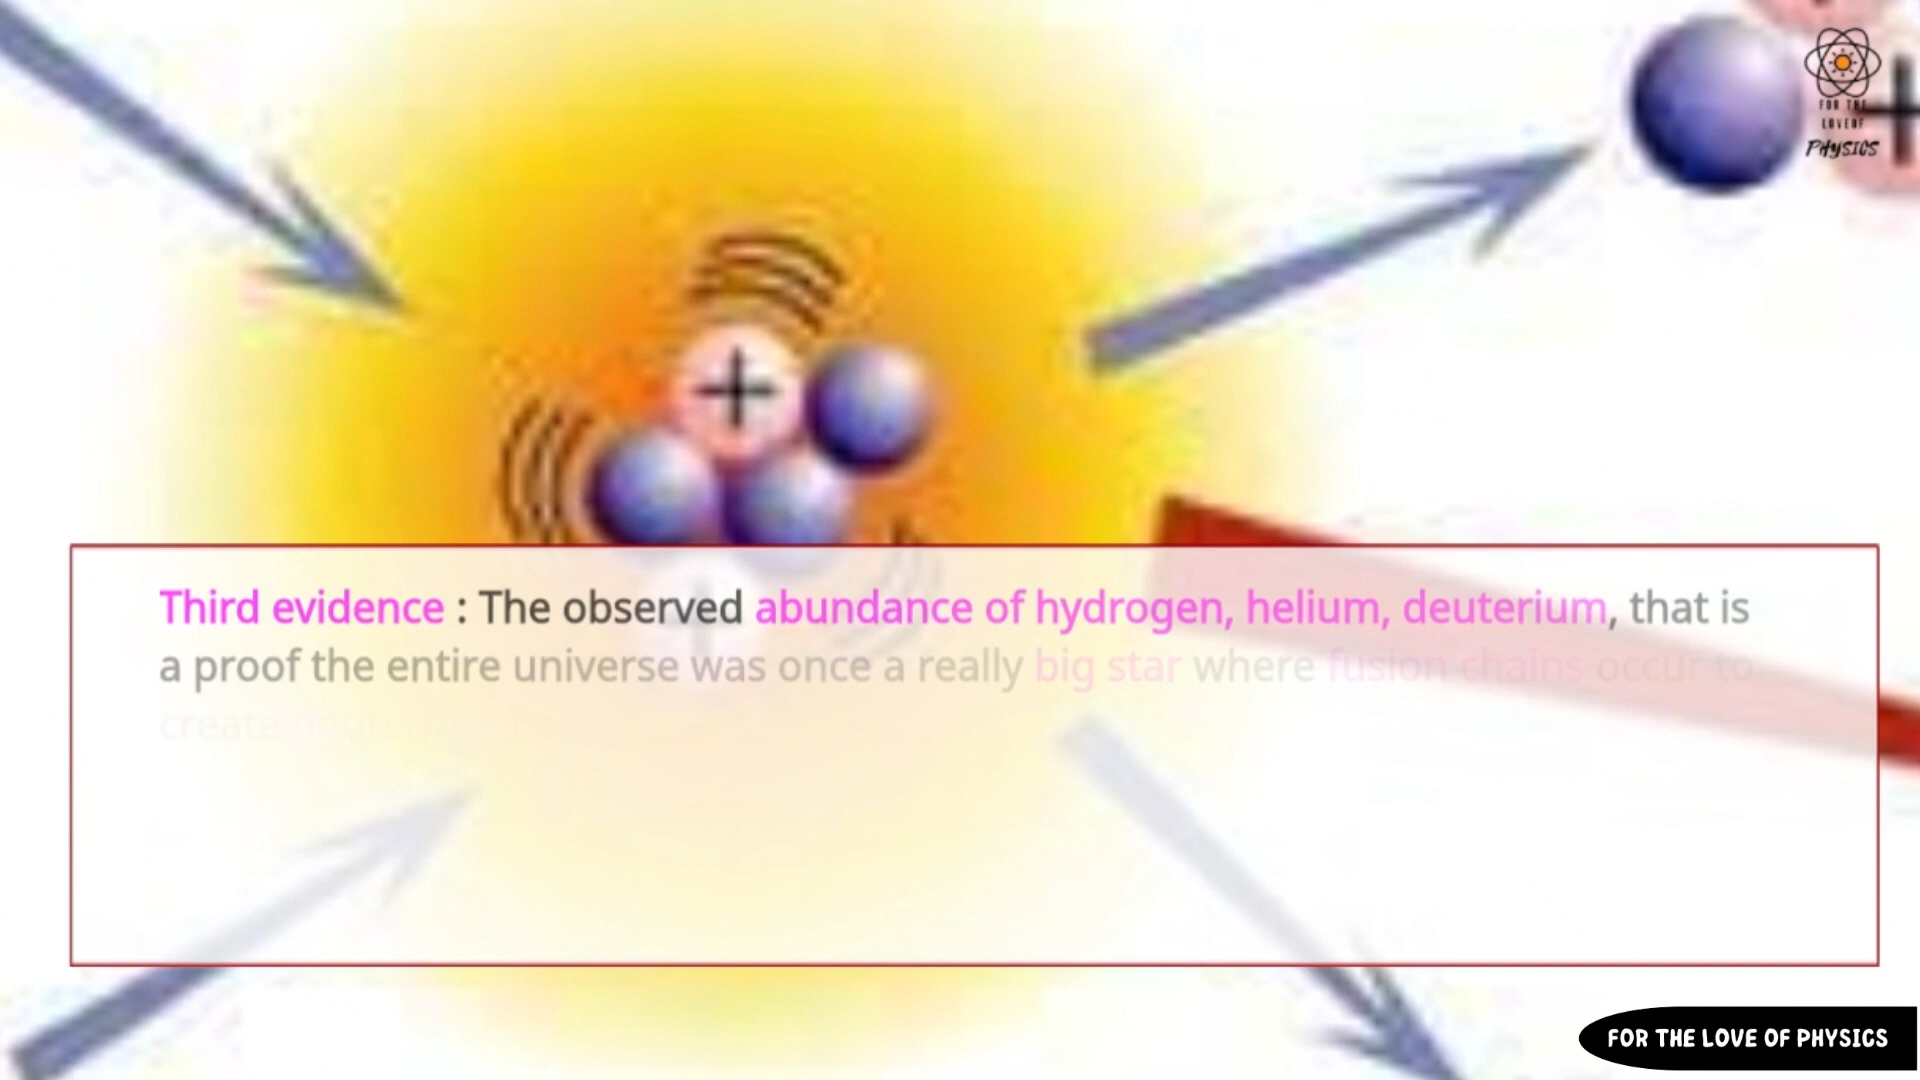 FOR THE
LOVE OF
PHYSICS
Third evidence : The observed abundance of hydrogen, helium, deuterium, that is
a proof the entire universe was once a really big star where fusion chains occur to
create
FOR THE LOVE OF PHYSICS